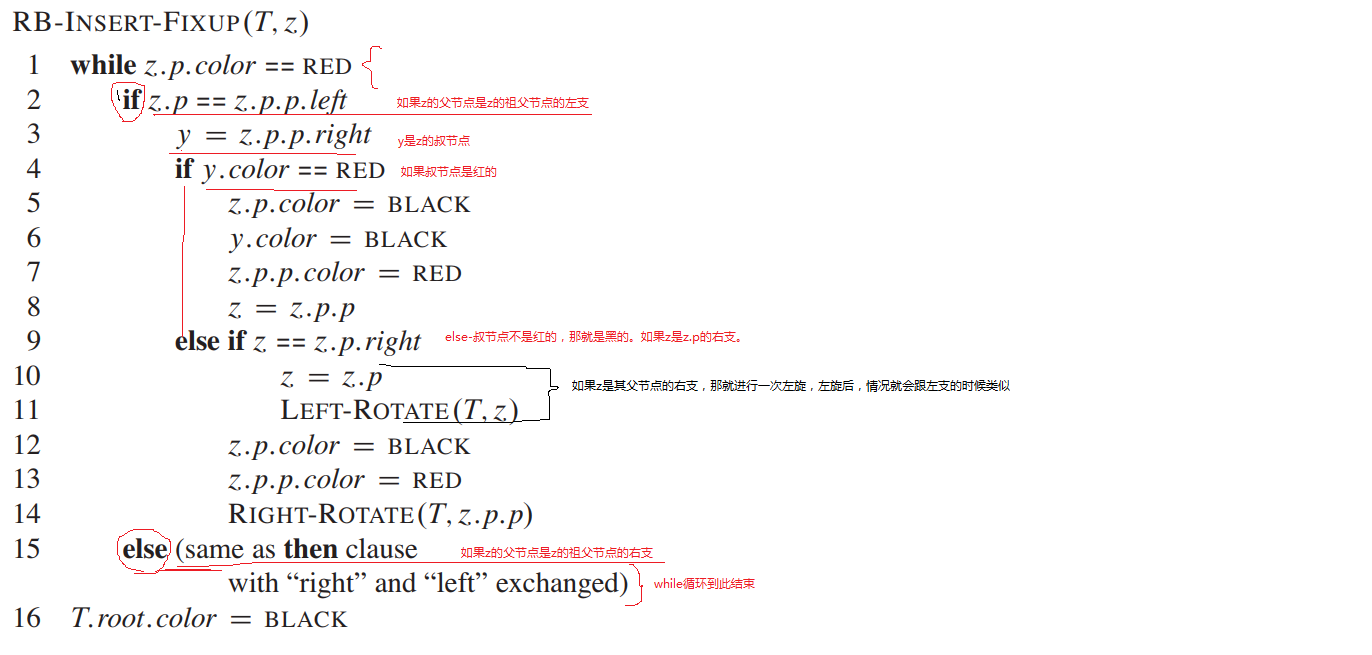 RB-INSERT-FIXUP(T, z)
1 while z.p.color == RED
2 if z.p == z.p.p.left 如果z的父节点是z的祖父节点的左支
3 y = z.p.p.right y是z的叔节点
4 if y.color == RED 如果叔节点是红的
5 z.p.color = BLACK
6 y.color = BLACK
7 z.p.p.color = RED
8 z = z.p.p
9 else if z == z.p.right else-叔节点不是红的，那就是黑的。如果z是z.p的右支。
10 z = z.p 如果z是其父节点的右支，那就进行一次左旋，左旋后，情况就会跟左支的时候类似
11 LEFT-ROTATE(T, z)
12 z.p.color = BLACK
13 z.p.p.color = RED
14 RIGHT-ROTATE(T, z.p.p)
15 else (same as then clause 如果z的父节点是z的祖父节点的右支
with “right” and “left” exchanged) while循环到此结束
16 T.root.color = BLACK